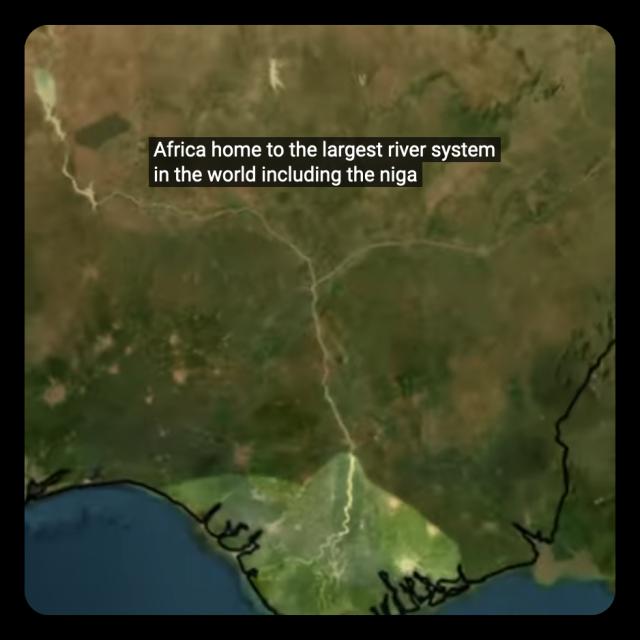 Africa home to the largest river system
in the world including the niga